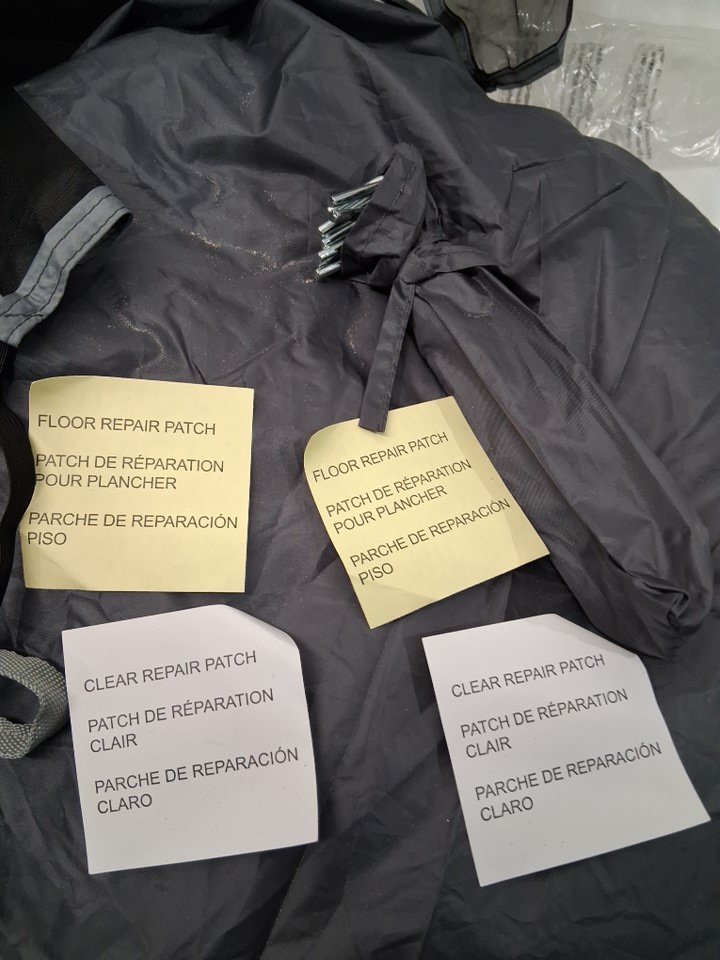 FLOOR REPAIR PATCH
PATCH DE RÉPARATION
POUR PLANCHER
PARCHE DE REPARACIÓN
PISO
FLOOR REPAIR PATCH
PATCH DE RÉPARATION
POUR PLANCHER
PARCHE DE REPARACIÓN
PISO
CLEAR REPAIR PATCH
PATCH DE RÉPARATION
CLAIR
PARCHE DE REPARACIÓN
CLARO
CLEAR REPAIR PATCH
PATCH DE RÉPARATION
CLAIR
PARCHE DE REPARACIÓN
CLARO